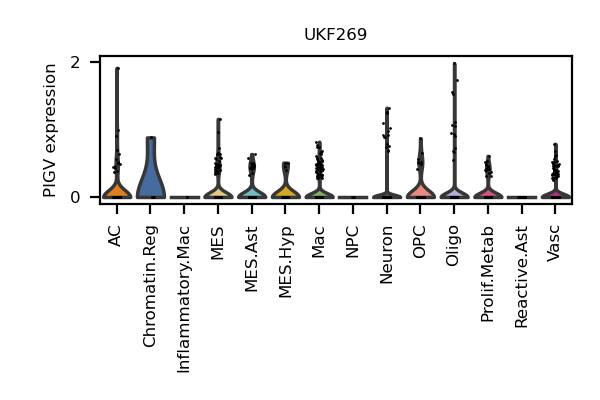 UKF269
PIGV expression
2
0
AC
Chromatin.Reg
Inflammatory.Mac
MES
MES.Ast
MES.Hyp
Mac
NPC
Neuron
OPC
Oligo
Prolif.Metab
Reactive.Ast
Vasc